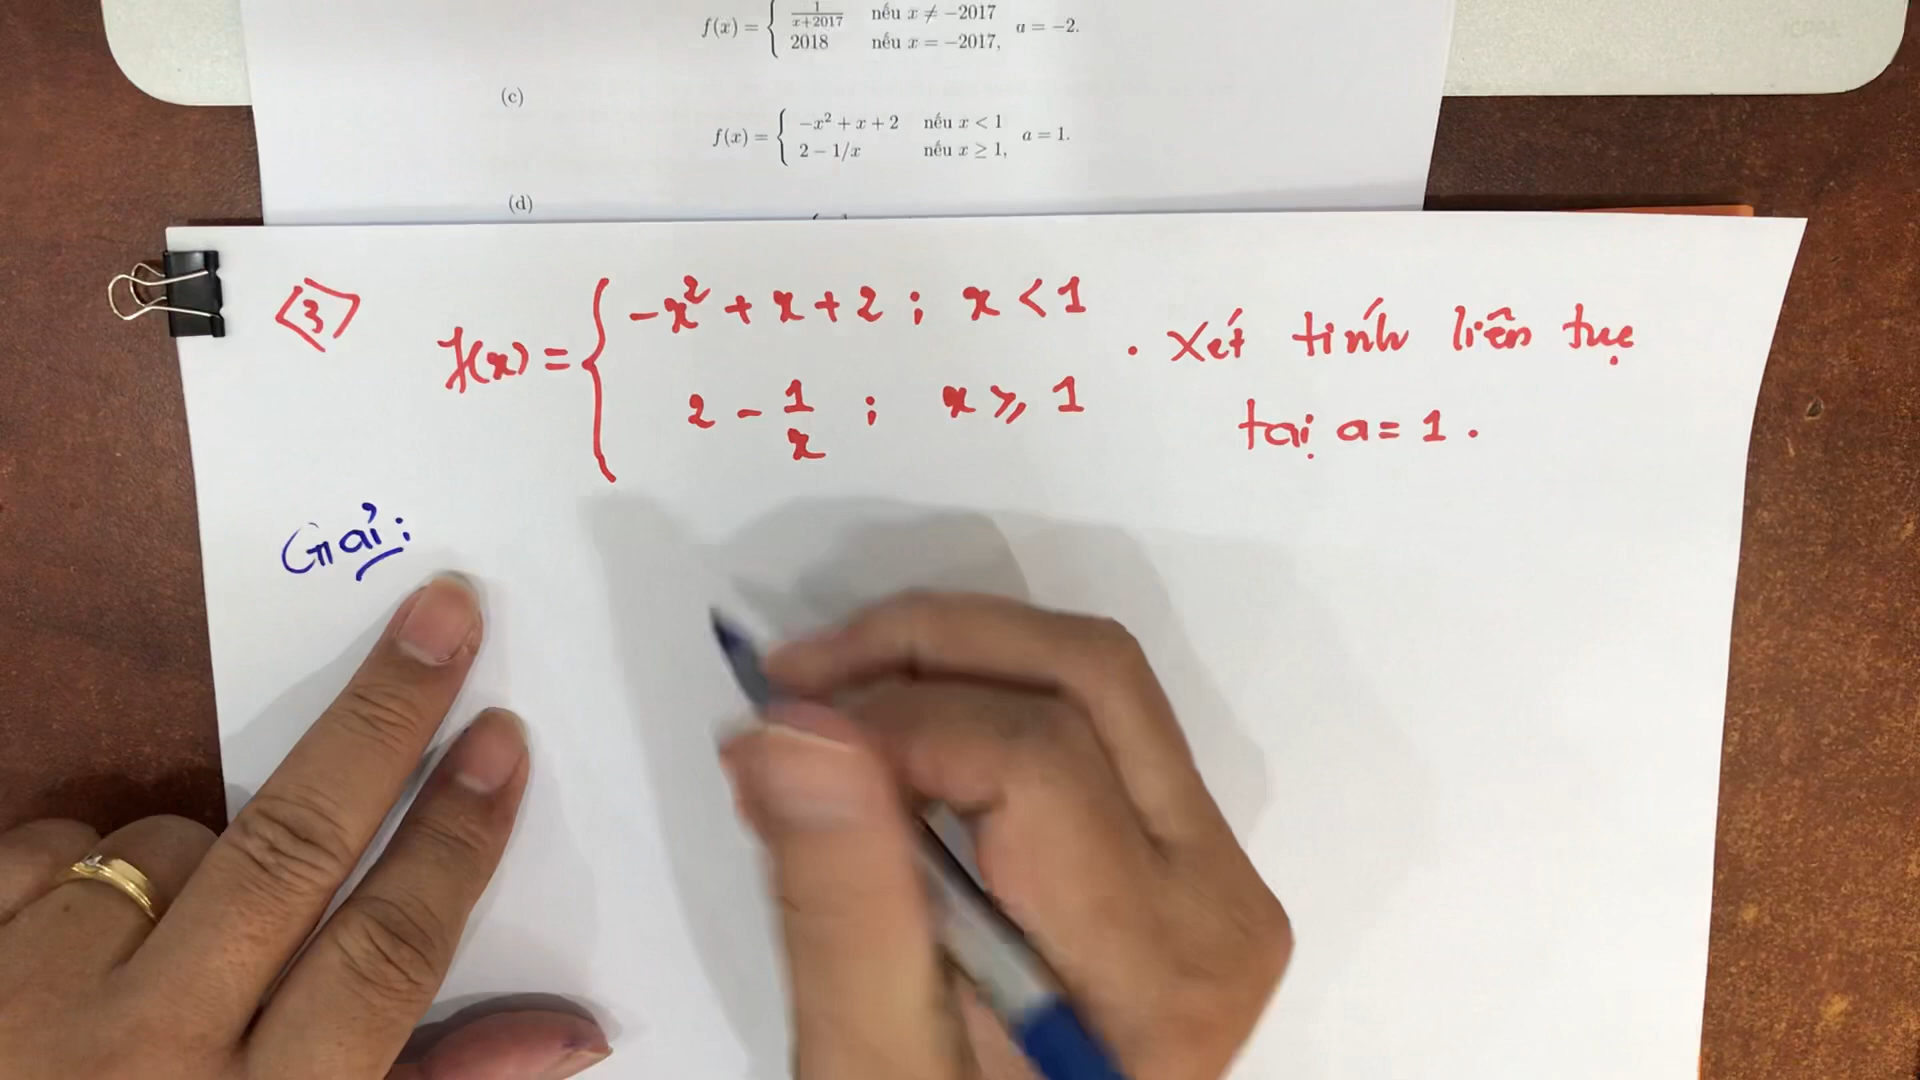 f(x) = { 1/(x+2017) nếu x ≠ −2017
2018 nếu x = −2017, a = −2.
(c)
f(x) = { −x² + x + 2 nếu x < 1
2 − 1/x nếu x ≥ 1, a = 1.
(d)
<3> f(x) = { −x² + x + 2 ; x < 1
2 − 1/x ; x ⩾ 1
. Xét tính liên tục
tại a = 1 .
Giải: